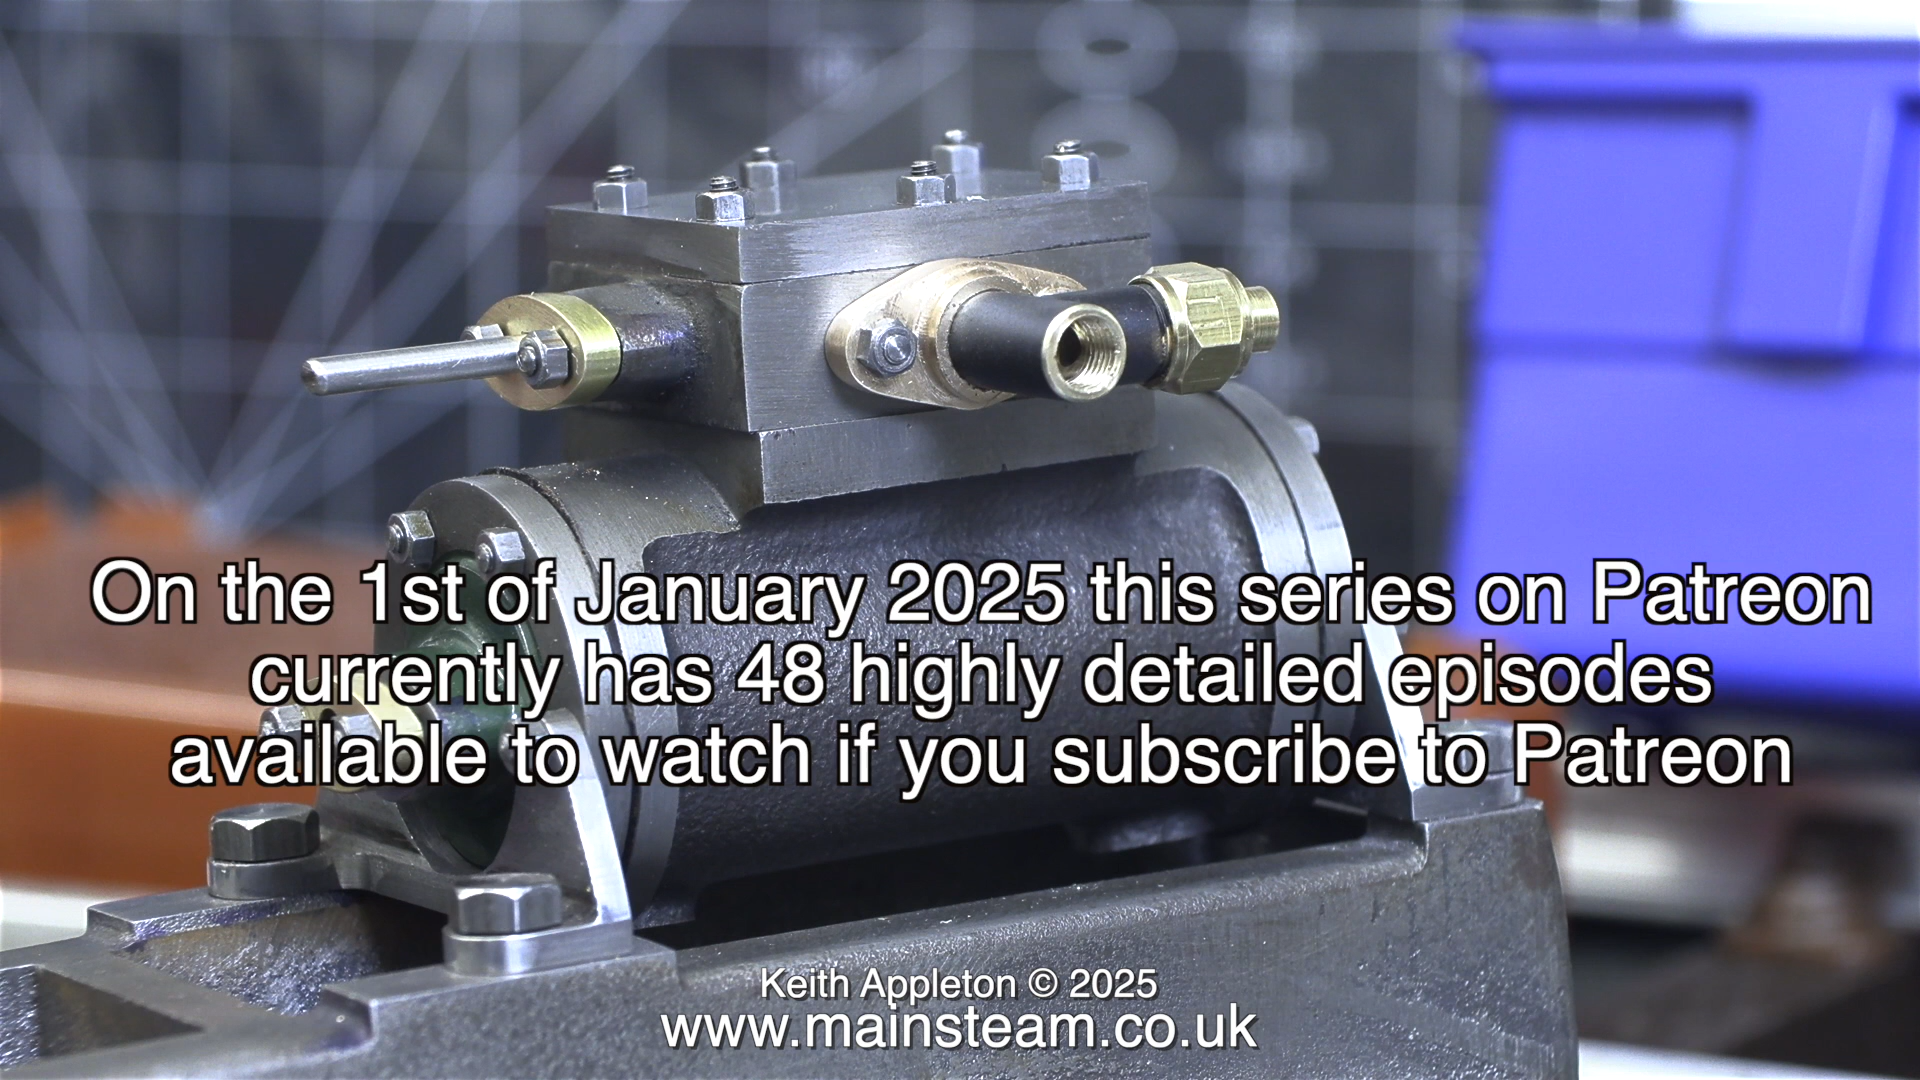 On the 1st of January 2025 this series on Patreon
currently has 48 highly detailed episodes
available to watch if you subscribe to Patreon
Keith Appleton © 2025
www.mainsteam.co.uk